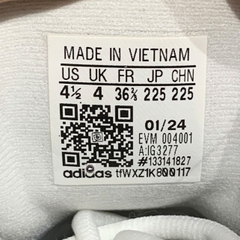 MADE IN VIETNAM
US UK FR JP CHN
4½ 4 36⅔ 225 225
01/24
EVM 004001
A:IG3277
#133141827
adidas tfWXZ1K800117